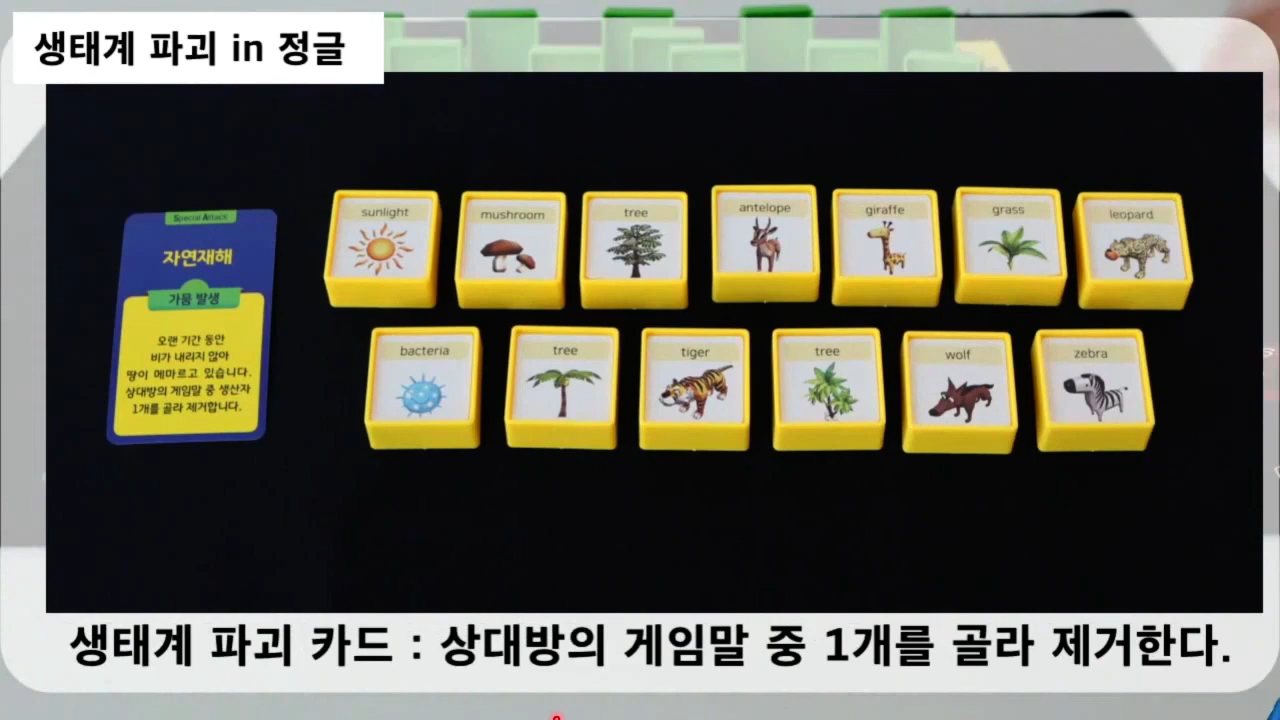 생태계 파괴 in 정글
Special Attack
자연재해
가뭄 발생
오랜 기간 동안
비가 내리지 않아
땅이 메마르고 있습니다.
상대방의 게임말 중 생산자
1개를 골라 제거합니다.
sunlight
mushroom
tree
antelope
giraffe
grass
leopard
bacteria
tree
tiger
tree
wolf
zebra
생태계 파괴 카드 : 상대방의 게임말 중 1개를 골라 제거한다.